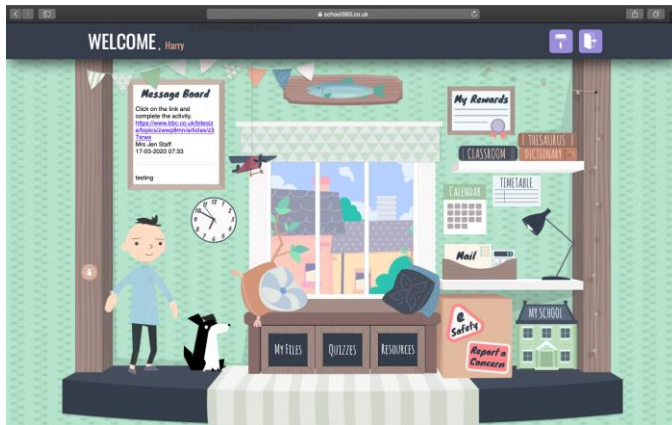 school360.co.uk
WELCOME, Harry
Message Board
Click on the link and
complete the activity.
https://www.bbc.co.uk/bitesiz
e/topics/zwwp8mn/articles/z3
Mrs Jen Staff
17-03-2020 07:33
testing
My Rewards
THESAURUS
CLASSROOM
DICTIONARY
CALENDAR
TIMETABLE
Mail
e
Safety
Report a
Concern
MY SCHOOL
MY FILES
QUIZZES
RESOURCES